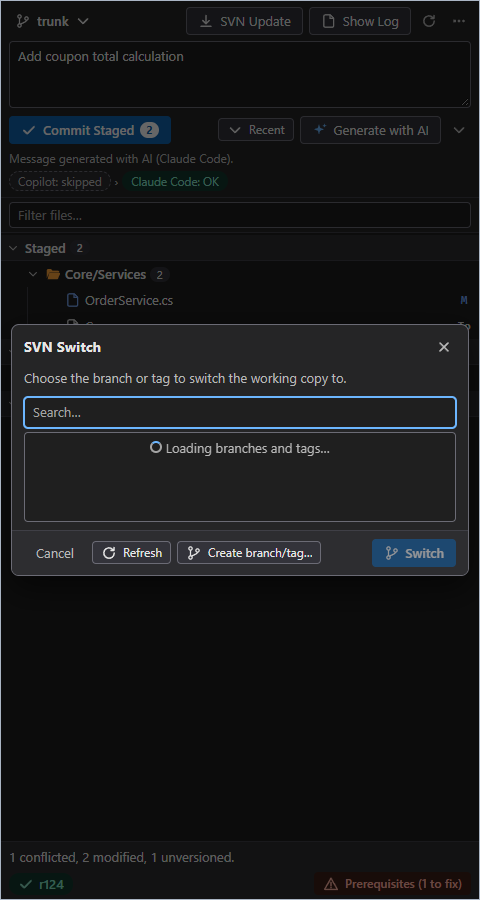 trunk SVN Update Show Log
Add coupon total calculation
Commit Staged 2 Recent Generate with AI
Message generated with AI (Claude Code).
Copilot: skipped › Claude Code: OK
Filter files...
Staged 2
Core/Services 2
OrderService.cs M
SVN Switch
Choose the branch or tag to switch the working copy to.
Search...
Loading branches and tags...
Cancel Refresh Create branch/tag... Switch
1 conflicted, 2 modified, 1 unversioned.
r124 Prerequisites (1 to fix)